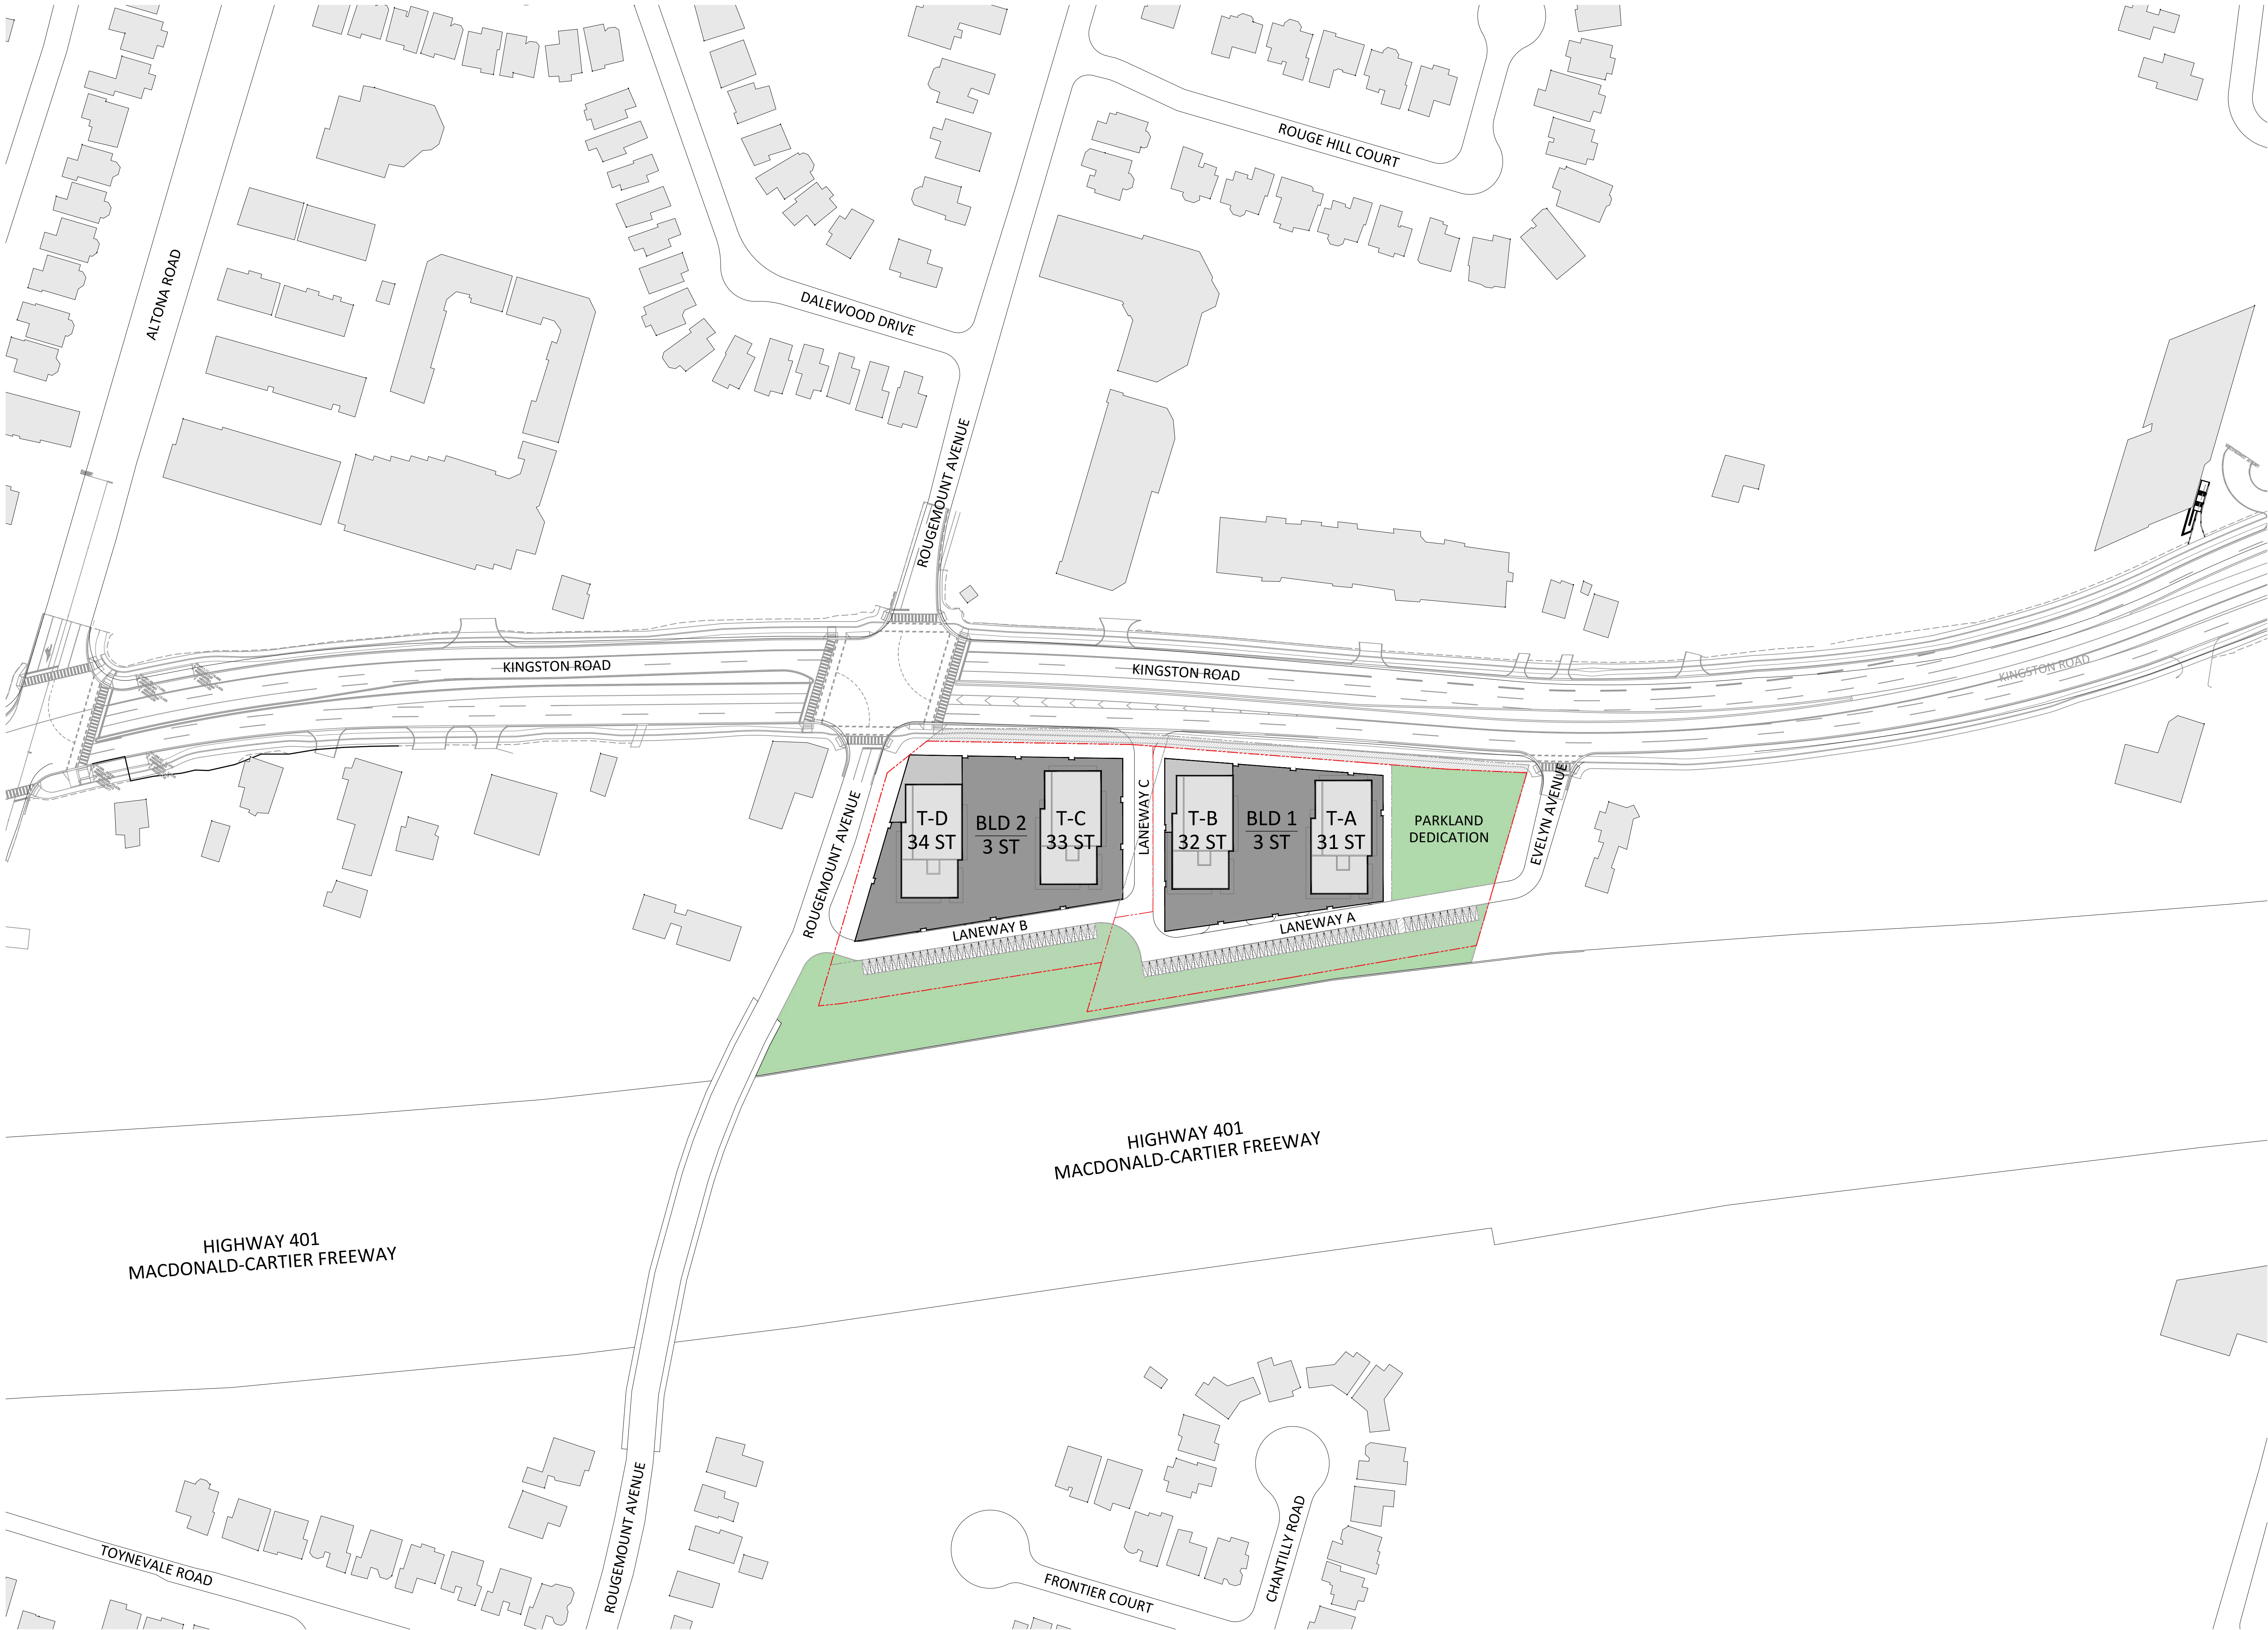 ROUGE HILL COURT
ALTONA ROAD
DALEWOOD DRIVE
ROUGEMOUNT AVENUE
KINGSTON ROAD
KINGSTON ROAD
KINGSTON ROAD
T-D
34 ST
BLD 2
3 ST
T-C
33 ST
LANEWAY C
T-B
32 ST
BLD 1
3 ST
T-A
31 ST
PARKLAND
DEDICATION
EVELYN AVENUE
ROUGEMOUNT AVENUE
LANEWAY B
LANEWAY A
HIGHWAY 401
MACDONALD-CARTIER FREEWAY
HIGHWAY 401
MACDONALD-CARTIER FREEWAY
ROUGEMOUNT AVENUE
TOYNEVALE ROAD
FRONTIER COURT
CHANTILLY ROAD